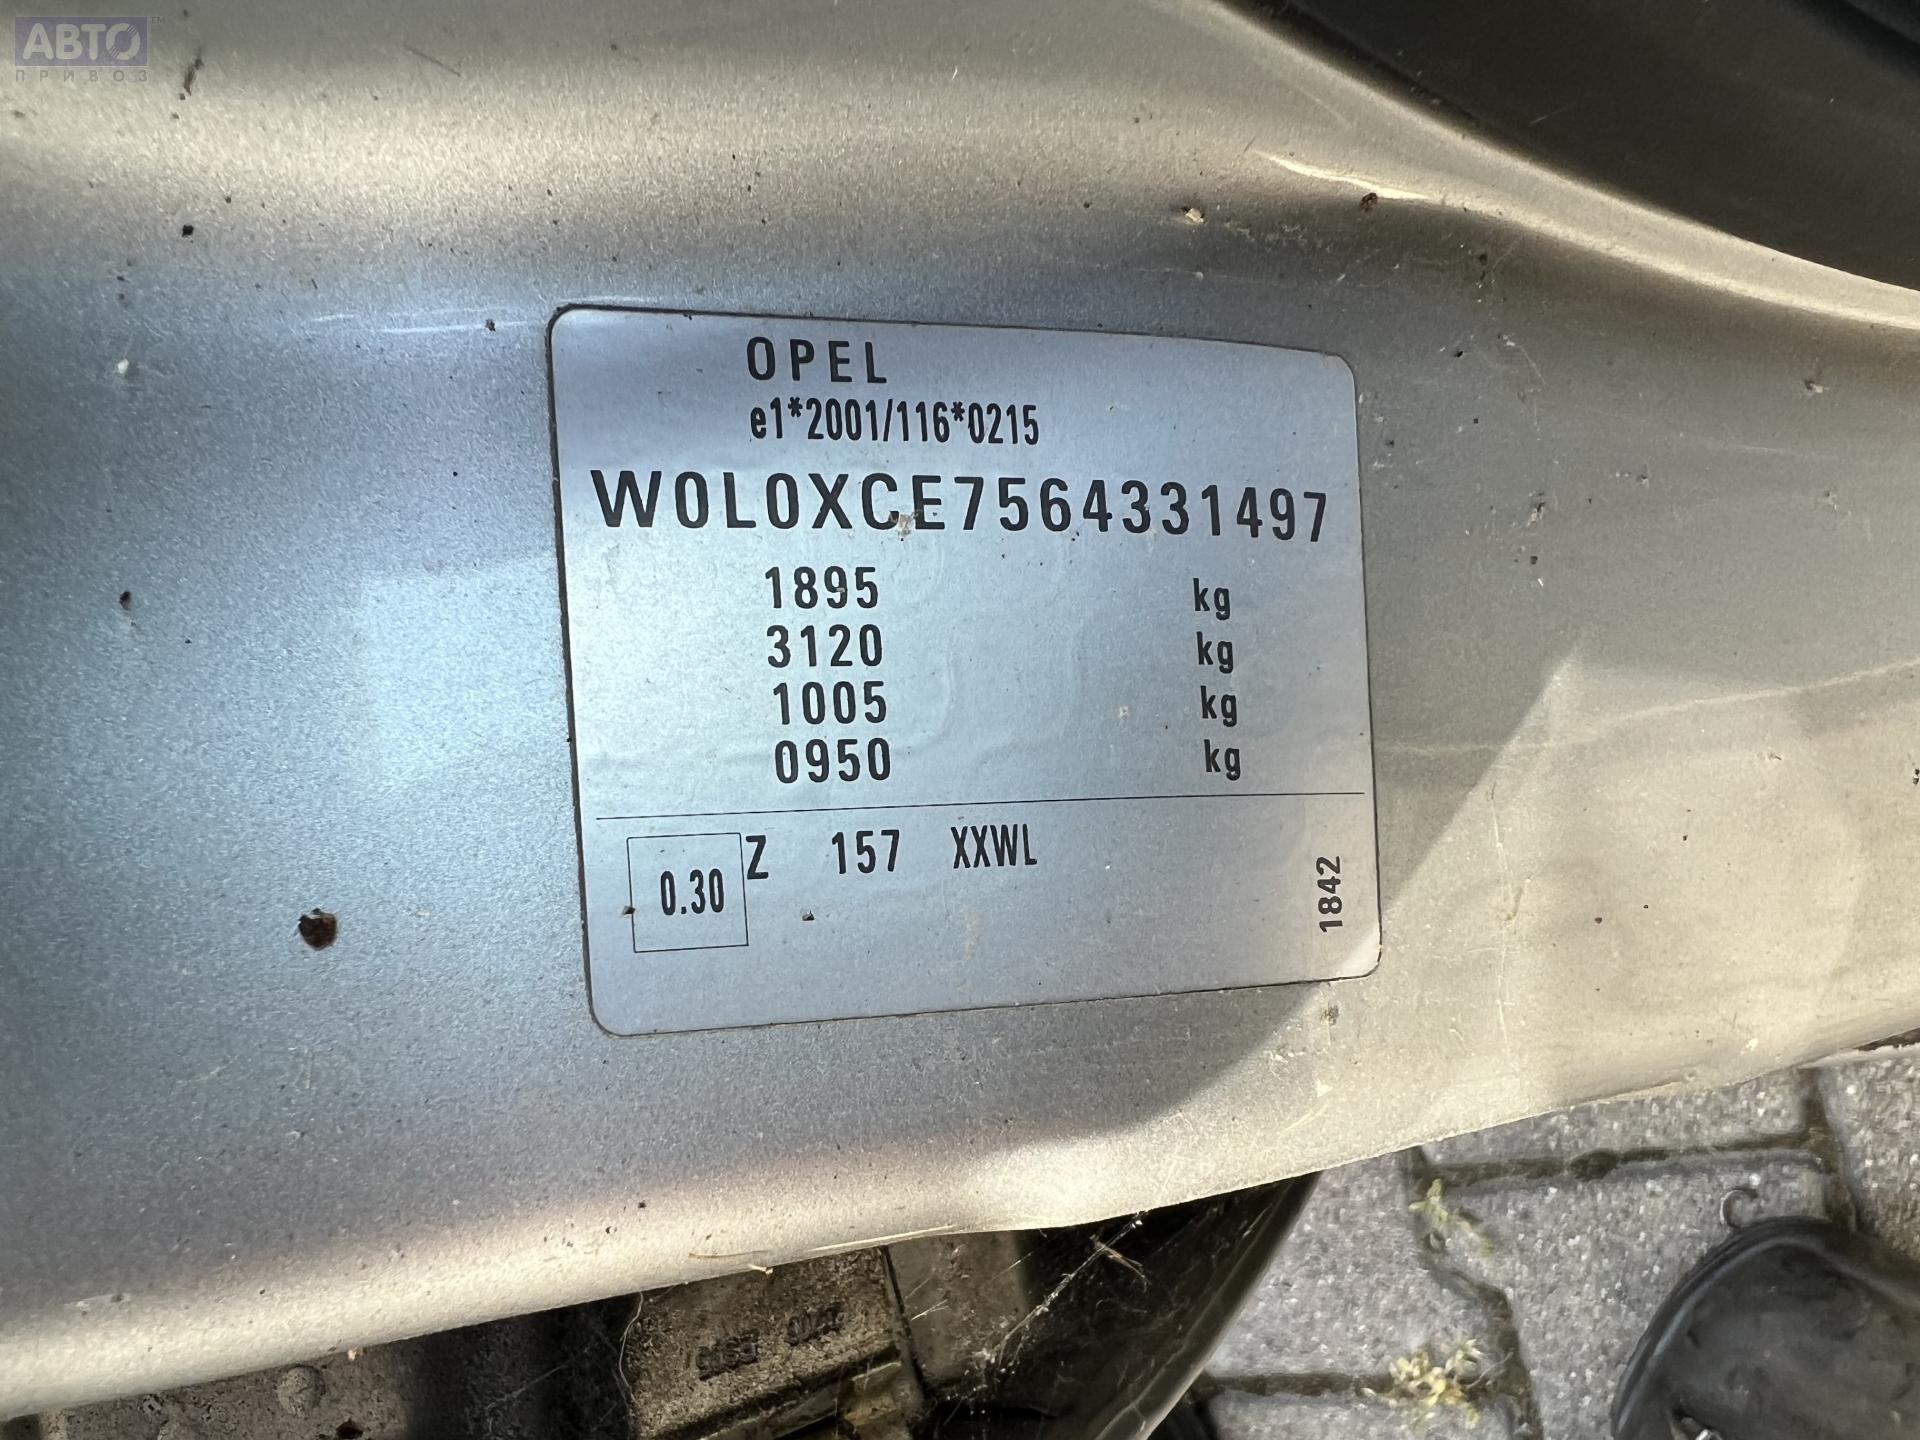 АВТО™
ПРИВОЗ
OPEL
e1*2001/116*0215
W0L0XCE7564331497
1895 kg
3120 kg
1005 kg
0950 kg
0.30 Z 157 XXWL
1842